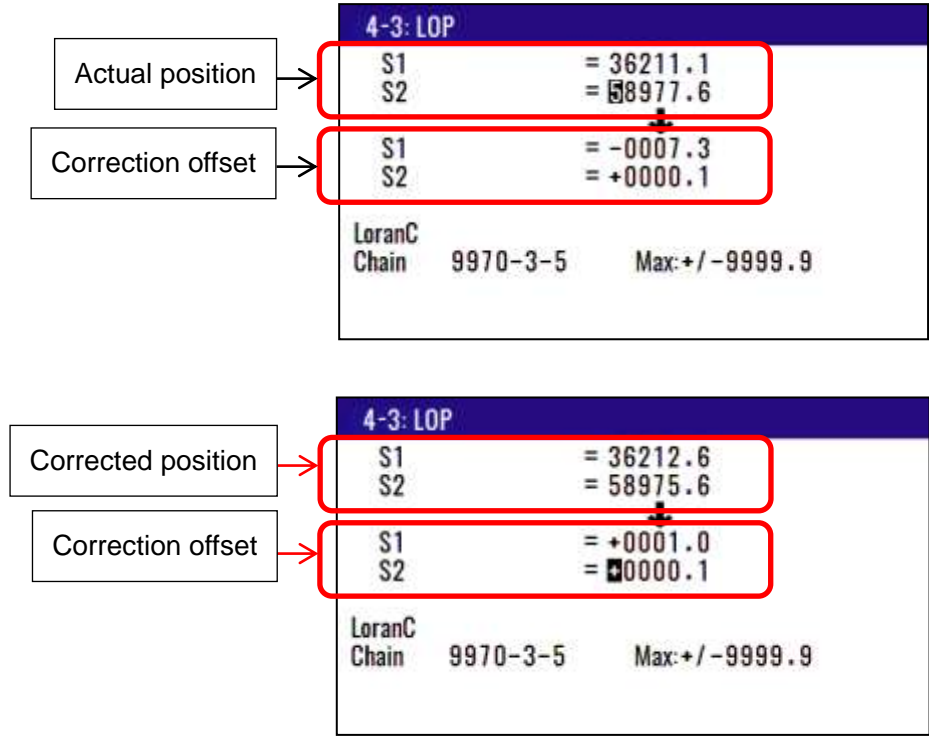 4-3: LOP
Actual position
S1 = 36211.1
S2 = 58977.6
Correction offset
S1 = -0007.3
S2 = +0000.1
LoranC
Chain 9970-3-5 Max:+/-9999.9
4-3: LOP
Corrected position
S1 = 36212.6
S2 = 58975.6
Correction offset
S1 = +0001.0
S2 = +0000.1
LoranC
Chain 9970-3-5 Max:+/-9999.9